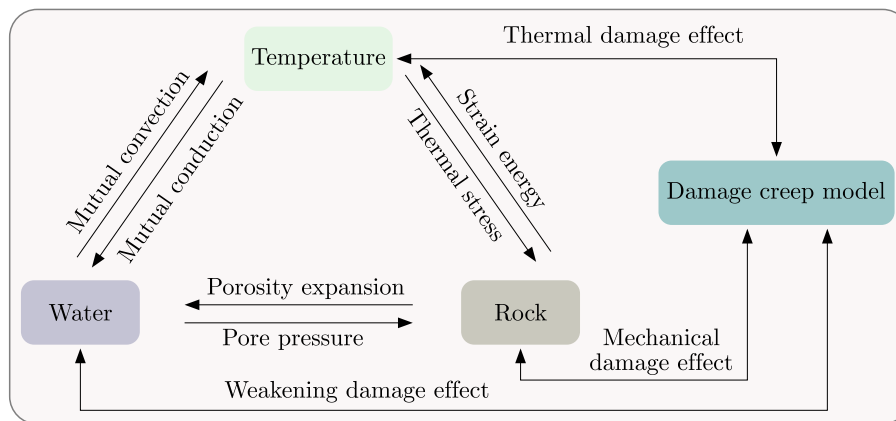 Thermal damage effect
Temperature
Mutual convection
Mutual conduction
Strain energy
Thermal stress
Damage creep model
Porosity expansion
Water
Rock
Pore pressure
Mechanical
damage effect
Weakening damage effect